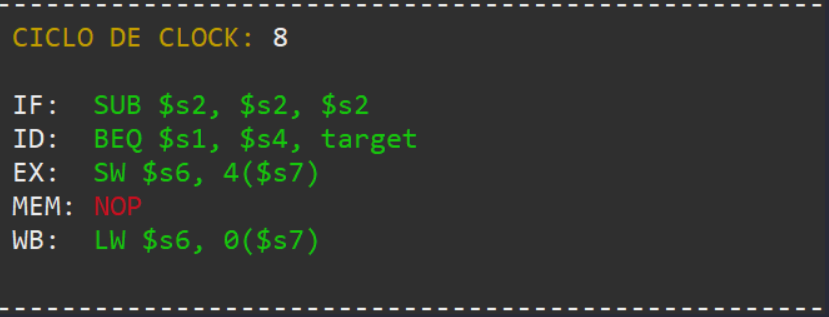 CICLO DE CLOCK: 8
IF: SUB $s2, $s2, $s2
ID: BEQ $s1, $s4, target
EX: SW $s6, 4($s7)
MEM: NOP
WB: LW $s6, 0($s7)